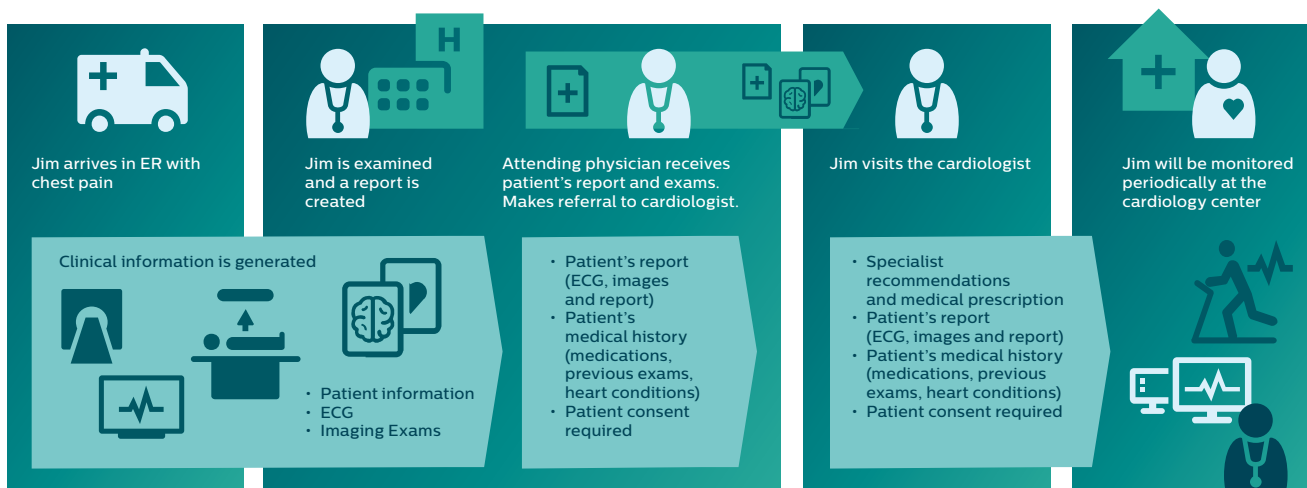 H
Jim arrives in ER with
chest pain
Jim is examined
and a report is
created
Attending physician receives
patient's report and exams.
Makes referral to cardiologist.
Jim visits the cardiologist
Jim will be monitored
periodically at the
cardiology center
Clinical information is generated
• Patient information
• ECG
• Imaging Exams
• Patient's report
(ECG, images
and report)
• Patient's
medical history
(medications,
previous exams,
heart conditions)
• Patient consent
required
• Specialist
recommendations
and medical prescription
• Patient's report
(ECG, images and report)
• Patient's medical history
(medications, previous
exams, heart conditions)
• Patient consent required